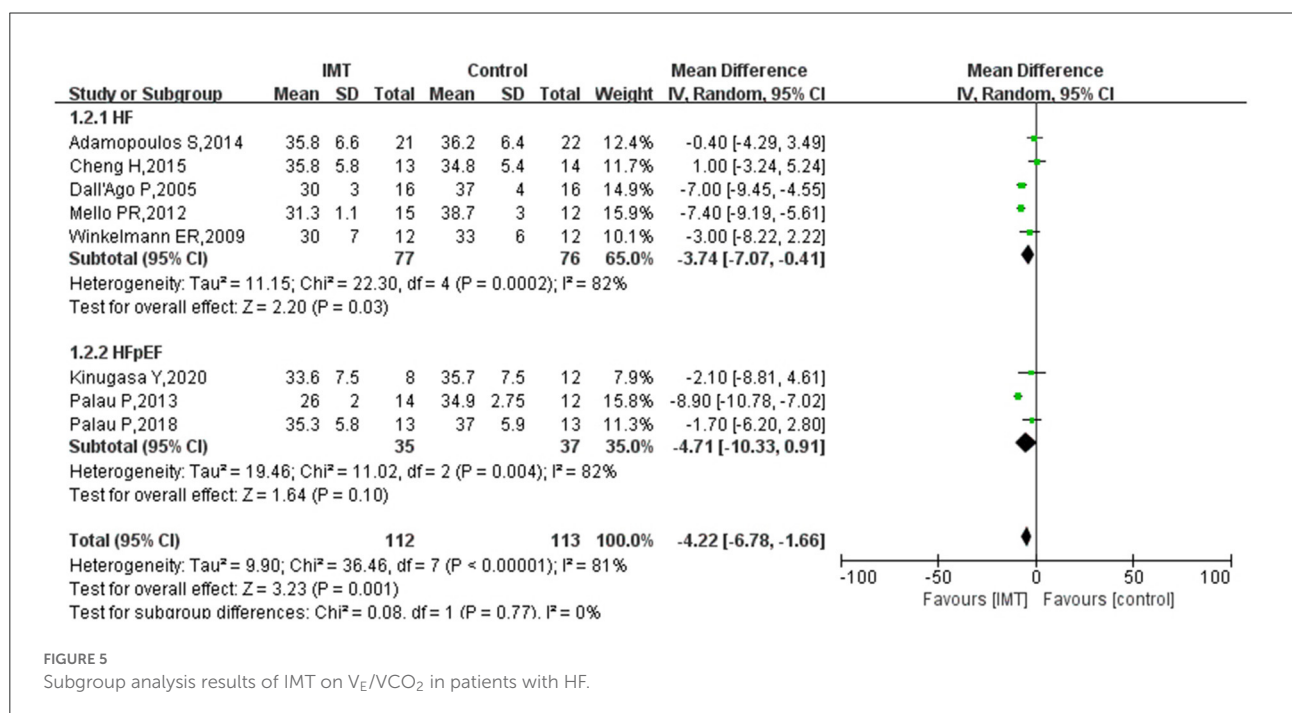 IMT Control Mean Difference Mean Difference
Study or Subgroup Mean SD Total Mean SD Total Weight IV, Random, 95% CI IV, Random, 95% CI
1.2.1 HF
Adamopoulos S,2014 35.8 6.6 21 36.2 6.4 22 12.4% -0.40 [-4.29, 3.49]
Cheng H,2015 35.8 5.8 13 34.8 5.4 14 11.7% 1.00 [-3.24, 5.24]
Dall'Ago P,2005 30 3 16 37 4 16 14.9% -7.00 [-9.45, -4.55]
Mello PR,2012 31.3 1.1 15 38.7 3 12 15.9% -7.40 [-9.19, -5.61]
Winkelmann ER,2009 30 7 12 33 6 12 10.1% -3.00 [-8.22, 2.22]
Subtotal (95% CI) 77 76 65.0% -3.74 [-7.07, -0.41]
Heterogeneity: Tau² = 11.15; Chi² = 22.30, df = 4 (P = 0.0002); I² = 82%
Test for overall effect: Z = 2.20 (P = 0.03)
1.2.2 HFpEF
Kinugasa Y,2020 33.6 7.5 8 35.7 7.5 12 7.9% -2.10 [-8.81, 4.61]
Palau P,2013 26 2 14 34.9 2.75 12 15.8% -8.90 [-10.78, -7.02]
Palau P,2018 35.3 5.8 13 37 5.9 13 11.3% -1.70 [-6.20, 2.80]
Subtotal (95% CI) 35 37 35.0% -4.71 [-10.33, 0.91]
Heterogeneity: Tau² = 19.46; Chi² = 11.02, df = 2 (P = 0.004); I² = 82%
Test for overall effect: Z = 1.64 (P = 0.10)
Total (95% CI) 112 113 100.0% -4.22 [-6.78, -1.66]
Heterogeneity: Tau² = 9.90; Chi² = 36.46, df = 7 (P < 0.00001); I² = 81%
Test for overall effect: Z = 3.23 (P = 0.001)
Test for subgroup differences: Chi² = 0.08, df = 1 (P = 0.77), I² = 0%
-100 -50 0 50 100
Favours [IMT] Favours [control]
FIGURE 5
Subgroup analysis results of IMT on V_E/VCO₂ in patients with HF.